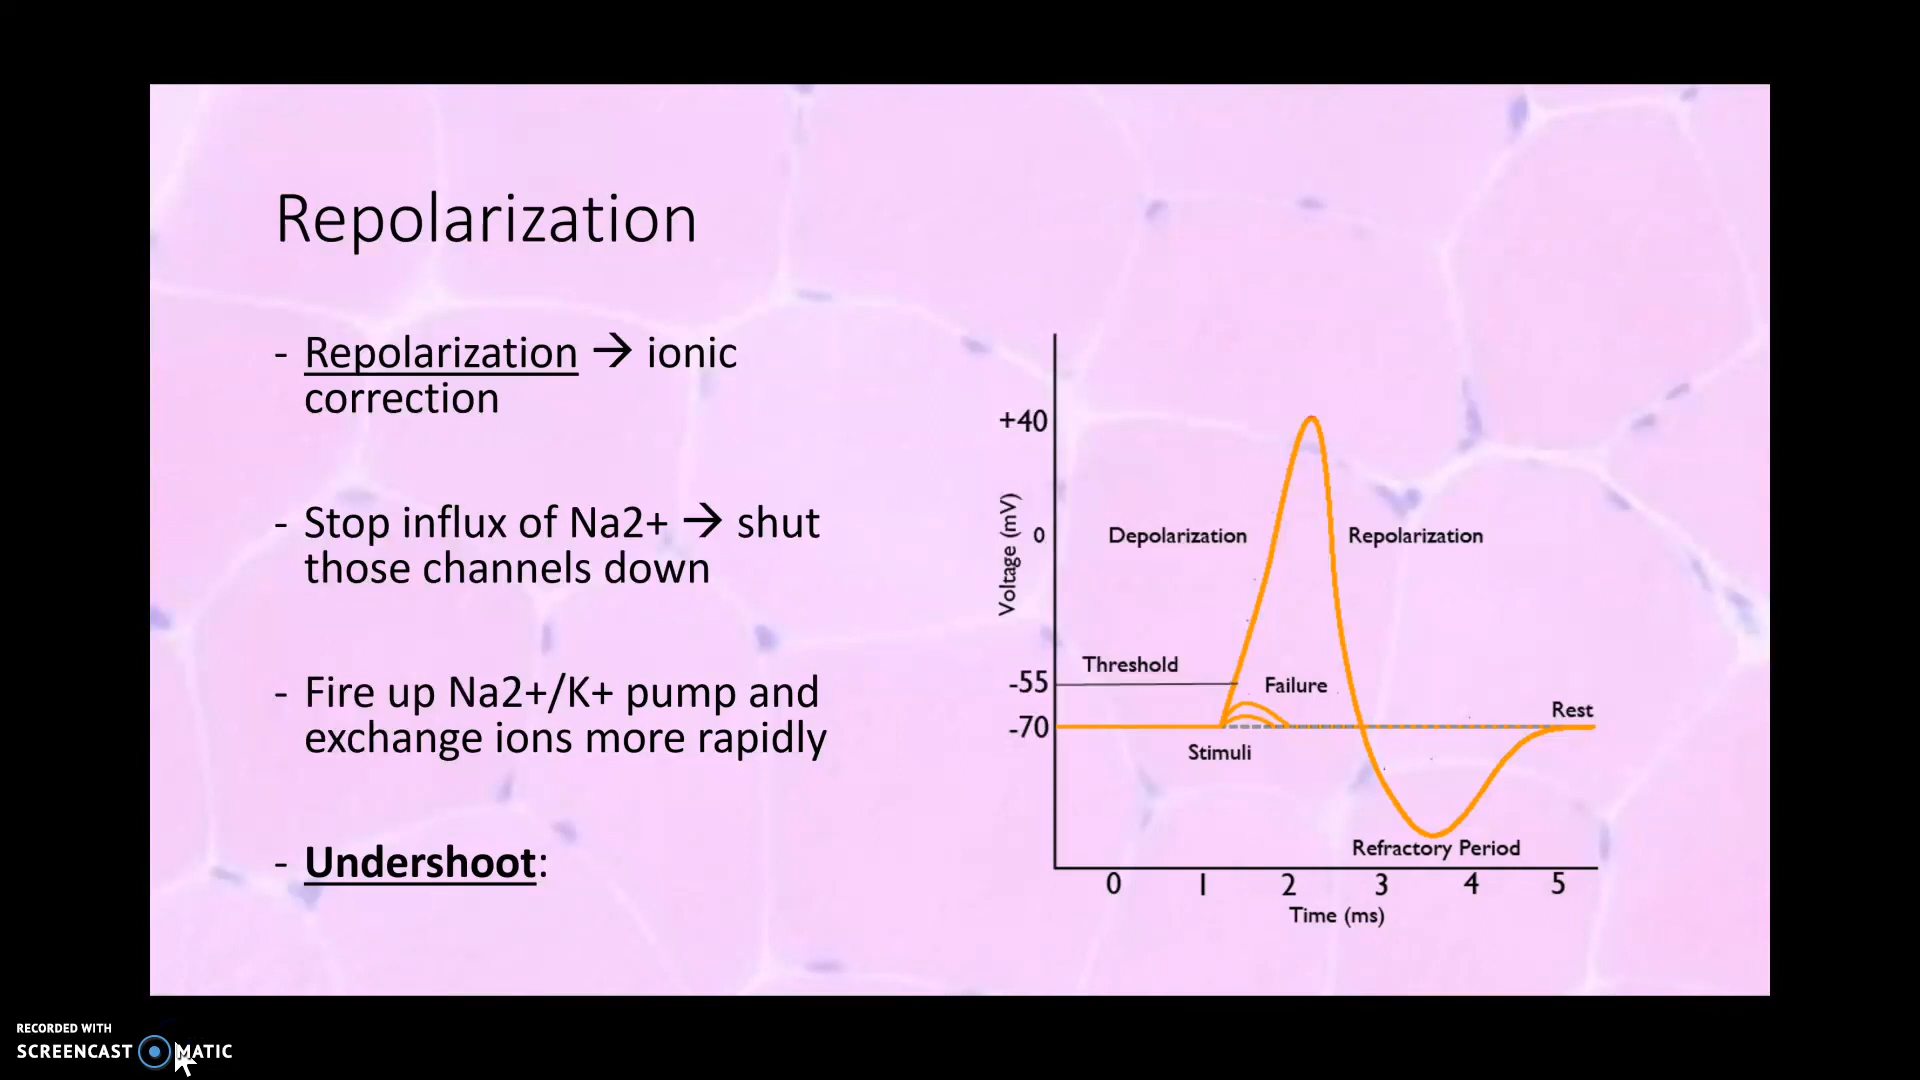 Repolarization
- Repolarization → ionic
correction
- Stop influx of Na2+ → shut
those channels down
- Fire up Na2+/K+ pump and
exchange ions more rapidly
- Undershoot:
+40
Voltage (mV)
0
Depolarization
Repolarization
Threshold
-55
Failure
-70
Rest
Stimuli
Refractory Period
0 1 2 3 4 5
Time (ms)
RECORDED WITH
SCREENCAST MATIC